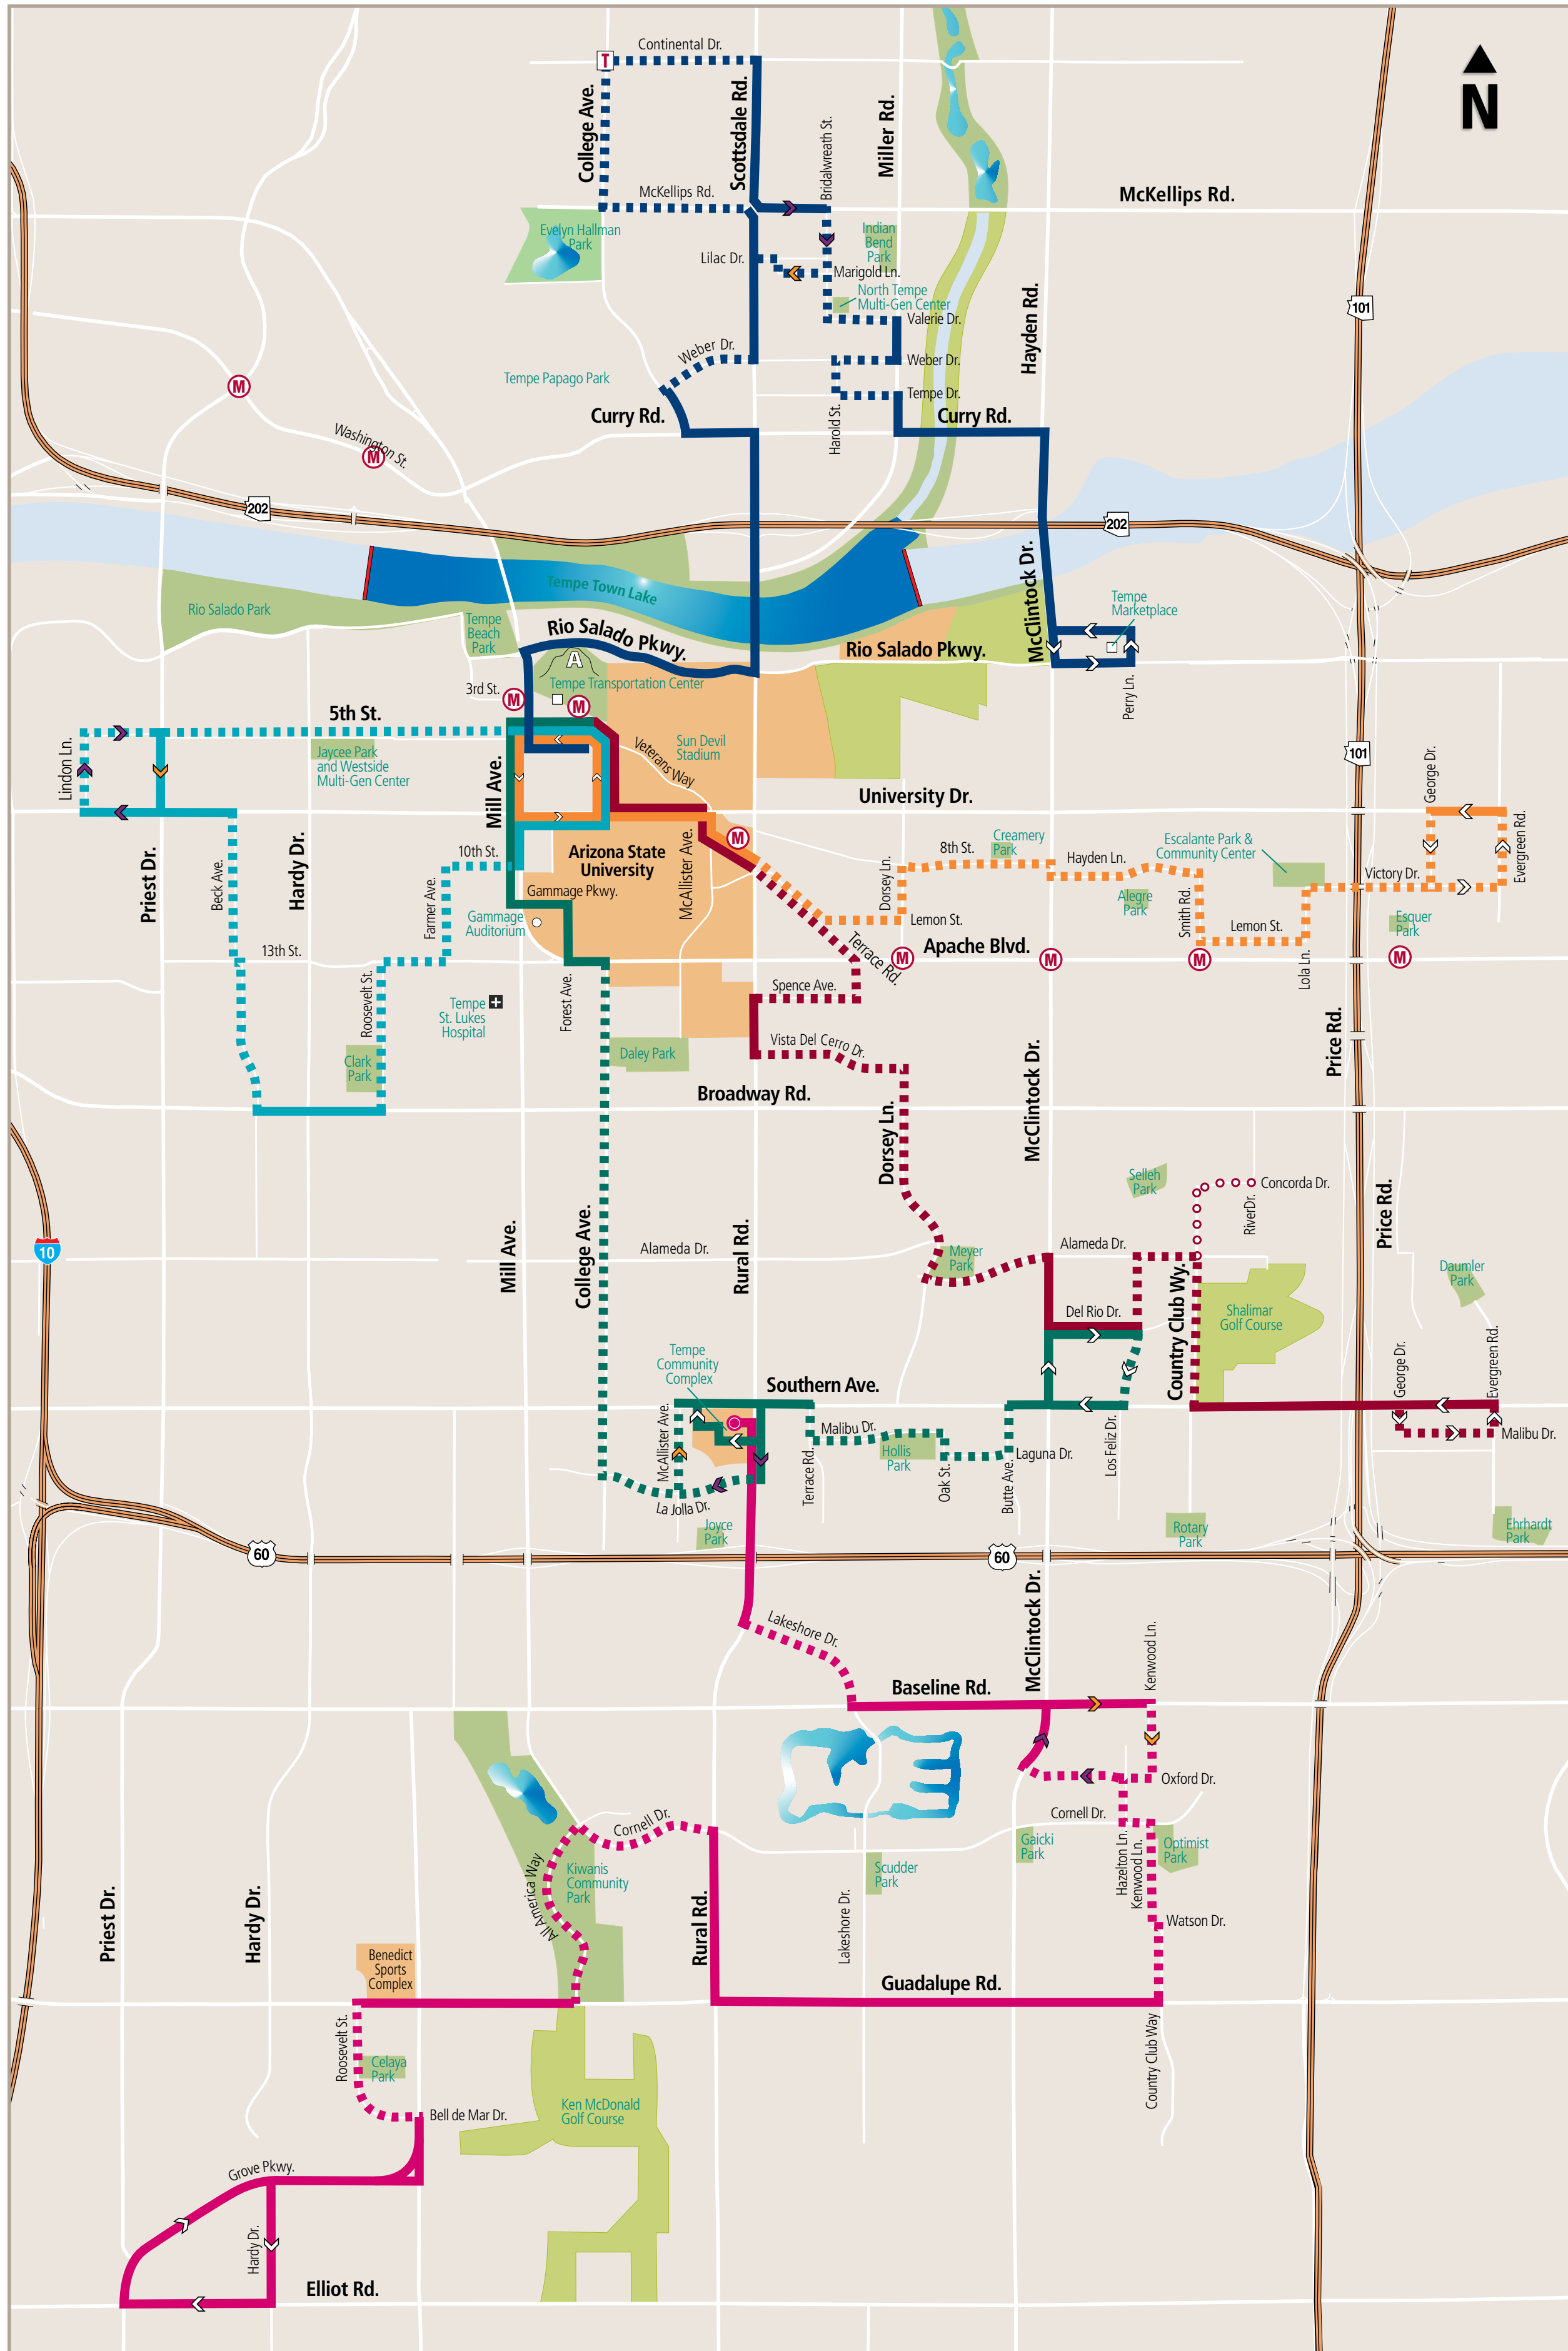 Continental Dr.
T
N
College Ave.
Scottsdale Rd.
Miller Rd.
Bridalwreath St.
McKellips Rd.
McKellips Rd.
Evelyn Hallman
Park
Indian
Bend
Park
Lilac Dr.
Marigold Ln.
North Tempe
Multi-Gen Center
Valerie Dr.
Hayden Rd.
101
Weber Dr.
Weber Dr.
Tempe Papago Park
Tempe Dr.
M
Curry Rd.
Harold St.
Curry Rd.
Washington St.
M
202
202
Tempe Town Lake
McClintock Dr.
Rio Salado Park
Tempe
Beach
Park
Tempe
Marketplace
Rio Salado Pkwy.
Rio Salado Pkwy.
A
3rd St.
M
Tempe Transportation Center
M
Perry Ln.
5th St.
Lindon Ln.
Jaycee Park
and Westside
Multi-Gen Center
Veterans Way
Sun Devil
Stadium
101
George Dr.
Mill Ave.
University Dr.
Priest Dr.
Beck Ave.
Hardy Dr.
10th St.
Arizona State
University
McAllister Ave.
M
Creamery
Park
8th St.
Hayden Ln.
Escalante Park &
Community Center
Evergreen Rd.
Farmer Ave.
Gammage Pkwy.
Dorsey Ln.
Victory Dr.
Gammage
Auditorium
Alegre
Park
Smith Rd.
Lemon St.
Lemon St.
Esquer
Park
13th St.
Terrace Rd.
M
Apache Blvd.
M
M
Lola Ln.
M
Roosevelt St.
Tempe
St. Lukes
Hospital
Forest Ave.
Spence Ave.
Clark
Park
Daley Park
Vista Del Cerro Dr.
McClintock Dr.
Price Rd.
Broadway Rd.
Dorsey Ln.
Selleh
Park
Concorda Dr.
RiverDr.
Price Rd.
10
Mill Ave.
College Ave.
Alameda Dr.
Rural Rd.
Meyer
Park
Alameda Dr.
Country Club Wy.
Daumler
Park
Del Rio Dr.
Shalimar
Golf Course
Tempe
Community
Complex
Southern Ave.
George Dr.
Evergreen Rd.
McAllister Ave.
Malibu Dr.
Malibu Dr.
Hollis
Park
Laguna Dr.
Los Feliz Dr.
Terrace Rd.
Oak St.
Butte Ave.
La Jolla Dr.
Joyce
Park
Rotary
Park
Ehrhardt
Park
60
60
McClintock Dr.
Lakeshore Dr.
Kenwood Ln.
Baseline Rd.
Oxford Dr.
Cornell Dr.
Cornell Dr.
Gaicki
Park
Hazelton Ln.
Kenwood Ln.
Optimist
Park
All America Way
Kiwanis
Community
Park
Scudder
Park
Priest Dr.
Hardy Dr.
Rural Rd.
Lakeshore Dr.
Watson Dr.
Benedict
Sports
Complex
Guadalupe Rd.
Roosevelt St.
Celaya
Park
Country Club Way
Ken McDonald
Golf Course
Bell de Mar Dr.
Grove Pkwy.
Hardy Dr.
Elliot Rd.